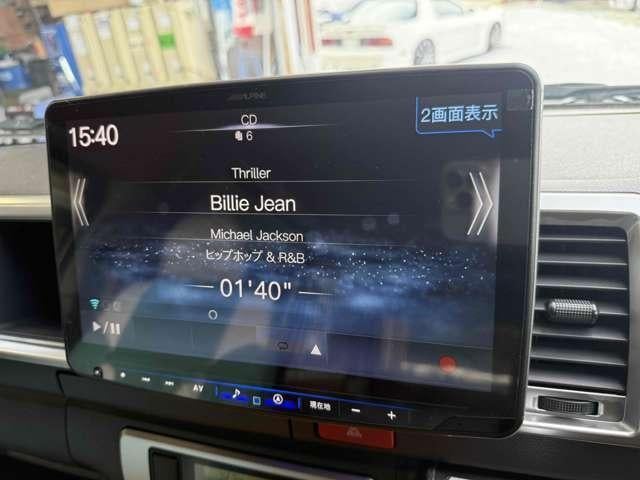 ALPINE
CD
15:40
2画面表示
6
Thriller
Billie Jean
Michael Jackson
ヒップホップ & R&B
01'40"
AV
現在地